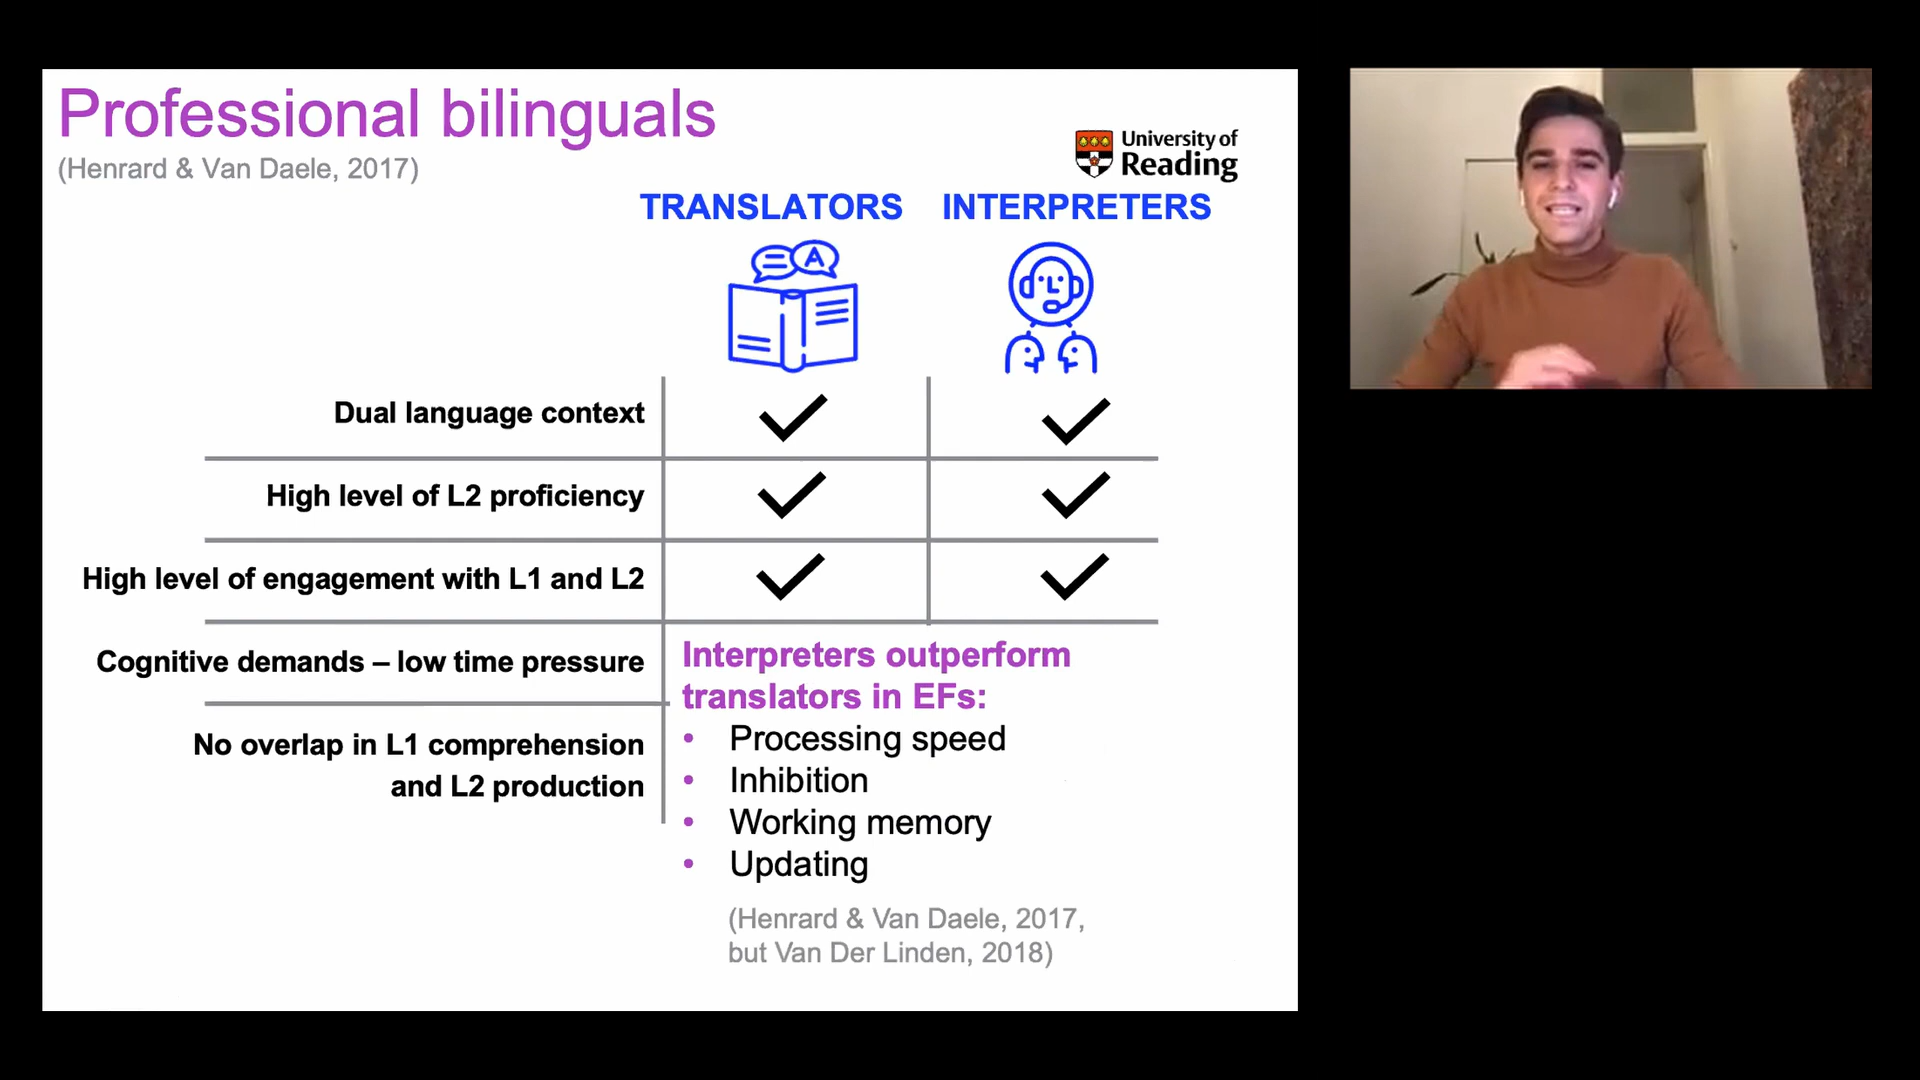 Professional bilinguals
(Henrard & Van Daele, 2017)
University of
Reading
TRANSLATORS
INTERPRETERS
A
Dual language context
High level of L2 proficiency
High level of engagement with L1 and L2
Cognitive demands – low time pressure
No overlap in L1 comprehension
and L2 production
Interpreters outperform
translators in EFs:
• Processing speed
• Inhibition
• Working memory
• Updating
(Henrard & Van Daele, 2017,
but Van Der Linden, 2018)